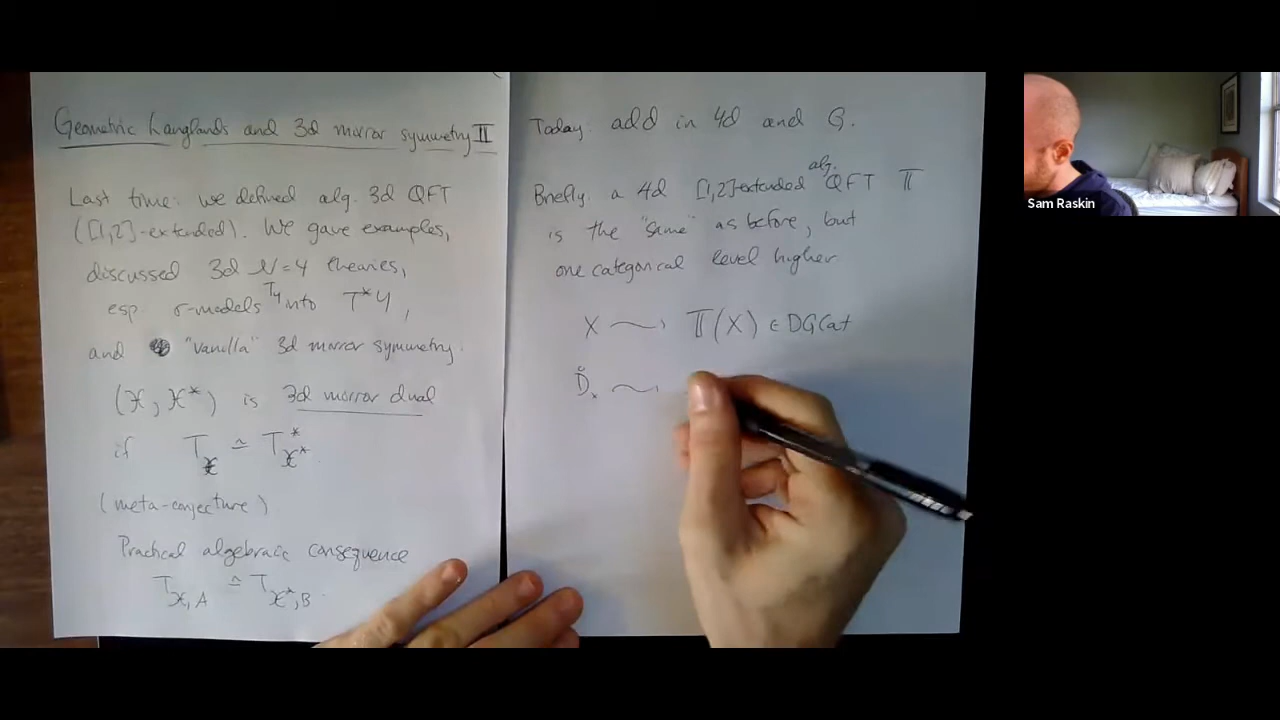 Geometric Langlands and 3d mirror symmetry II
Last time: we defined alg. 3d QFT
([1,2]-extended). We gave examples,
discussed 3d N=4 theories,
esp. σ-models T_Y into T*Y,
and "vanilla" 3d mirror symmetry.
(X, X*) is 3d mirror dual
if T_X ≃ T*_X*.
(meta-conjecture)
Practical algebraic consequence
T_X,A ≃ T_X*,B
Today: add in 4d and G.
Briefly: a 4d [1,2]-extended alg. QFT 𝕋
is the "same" as before, but
one categorical level higher
X ⇝ 𝕋(X) ∈ DGCat
D̊_x ⇝
Sam Raskin